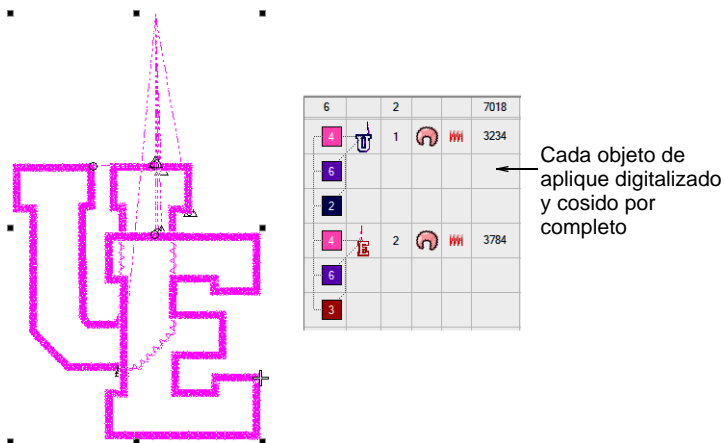 6 2 7018
4 1 3234
6
2
4 2 3784
6
3
Cada objeto de
aplique digitalizado
y cosido por
completo